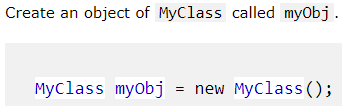 Create an object of MyClass called myObj.
MyClass myObj = new MyClass();